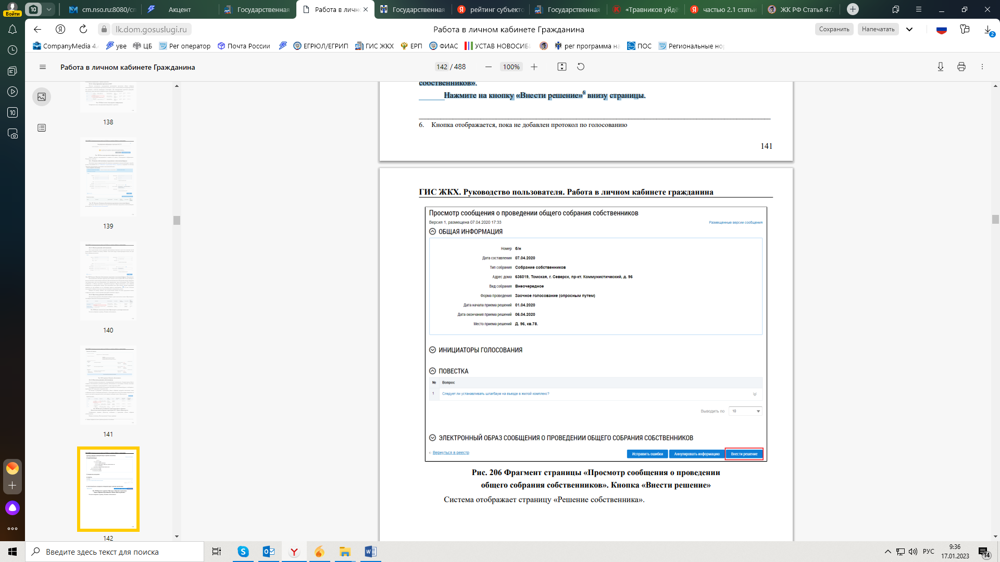 Войти
10
cm.nso.ru:8080/cm
Акцент
Государственная
Работа в личн
Государственная
рейтинг субъекто
Государственная
«Травников уйдё
частью 2.1 статьи
ЖК РФ Статья 47.
lk.dom.gosuslugi.ru
Работа в личном кабинете Гражданина
Сохранить
Напечатать
2
CompanyMedia 4.
уве
ЦБ
Рег оператор
Почта России
ЕГРЮЛ/ЕГРИП
ГИС ЖКХ
ЕРП
ФИАС
УСТАВ НОВОСИБИ
рег программа на
ПОС
Региональные нор
Работа в личном кабинете Гражданина
142 / 488
100%
10
138
139
140
141
142
собственников».
Нажмите на кнопку «Внести решение»6 внизу страницы.
6. Кнопка отображается, пока не добавлен протокол по голосованию
141
ГИС ЖКХ. Руководство пользователя. Работа в личном кабинете гражданина
Просмотр сообщения о проведении общего собрания собственников
Версия 1, размещена 07.04.2020 17:33
Размещенные версии сообщения
ОБЩАЯ ИНФОРМАЦИЯ
Номер б/н
Дата составления 07.04.2020
Тип собрания Собрание собственников
Адрес дома 636019, Томская, г. Северск, пр-кт. Коммунистический, д. 96
Вид собрания Внеочередное
Форма проведения Заочное голосование (опросным путем)
Дата начала приема решений 01.04.2020
Дата окончания приема решений 06.04.2020
Место приема решений Д. 96, кв.78.
ИНИЦИАТОРЫ ГОЛОСОВАНИЯ
ПОВЕСТКА
№ Вопрос
1 Следует ли устанавливать шлагбаум на въезде в жилой комплекс?
Выводить по 10
ЭЛЕКТРОННЫЙ ОБРАЗ СООБЩЕНИЯ О ПРОВЕДЕНИИ ОБЩЕГО СОБРАНИЯ СОБСТВЕННИКОВ
Вернуться в реестр
Исправить ошибки
Аннулировать информацию
Внести решение
Рис. 206 Фрагмент страницы «Просмотр сообщения о проведении
общего собрания собственников». Кнопка «Внести решение»
Система отображает страницу «Решение собственника».
Введите здесь текст для поиска
РУС
9:36
17.01.2023
14